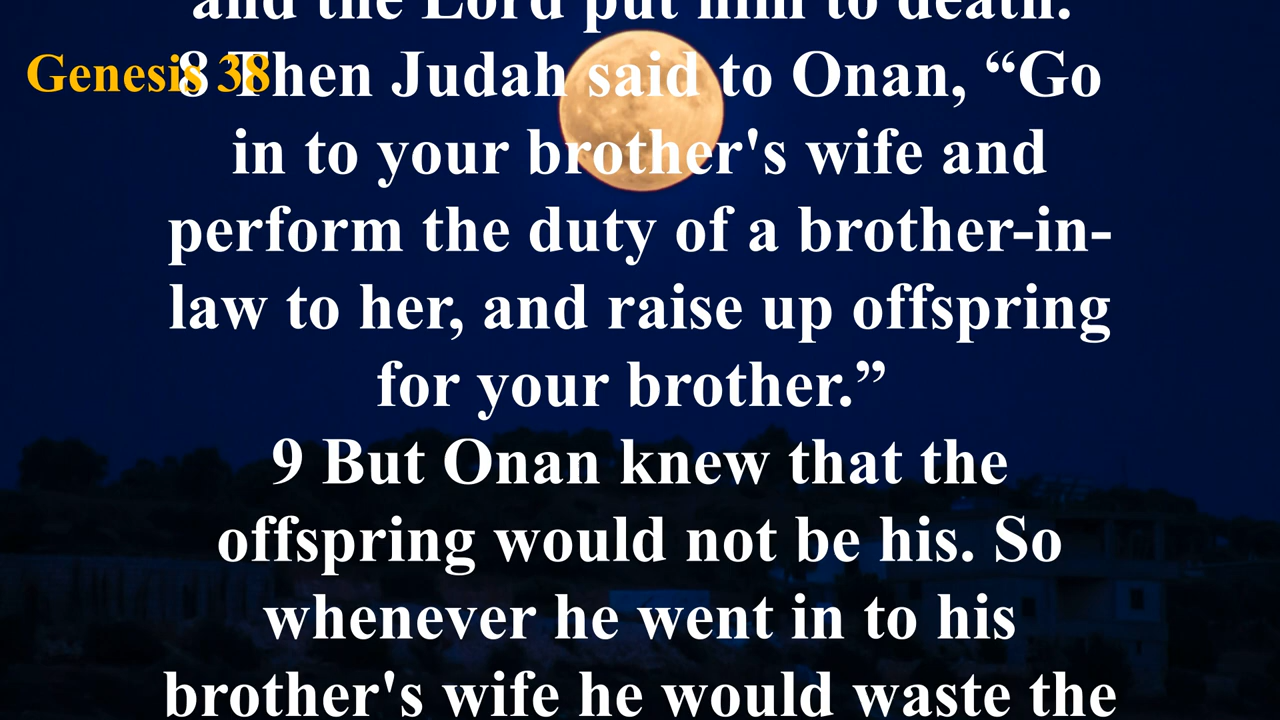 and the Lord put him to death.
Genesis 38
8 Then Judah said to Onan, “Go
in to your brother's wife and
perform the duty of a brother-in-
law to her, and raise up offspring
for your brother.”
9 But Onan knew that the
offspring would not be his. So
whenever he went in to his
brother's wife he would waste the